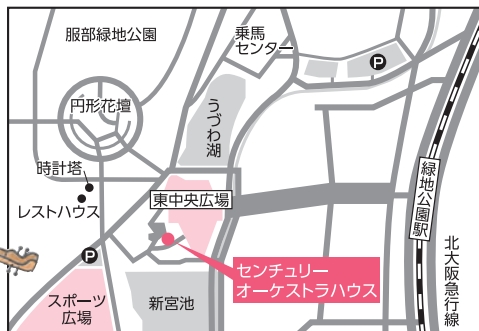 服部緑地公園
乗馬
センター
P
円形花壇
うづわ湖
時計塔
レストハウス
東中央広場
緑地公園駅
北大阪急行線
P
センチュリー
オーケストラハウス
スポーツ
広場
新宮池